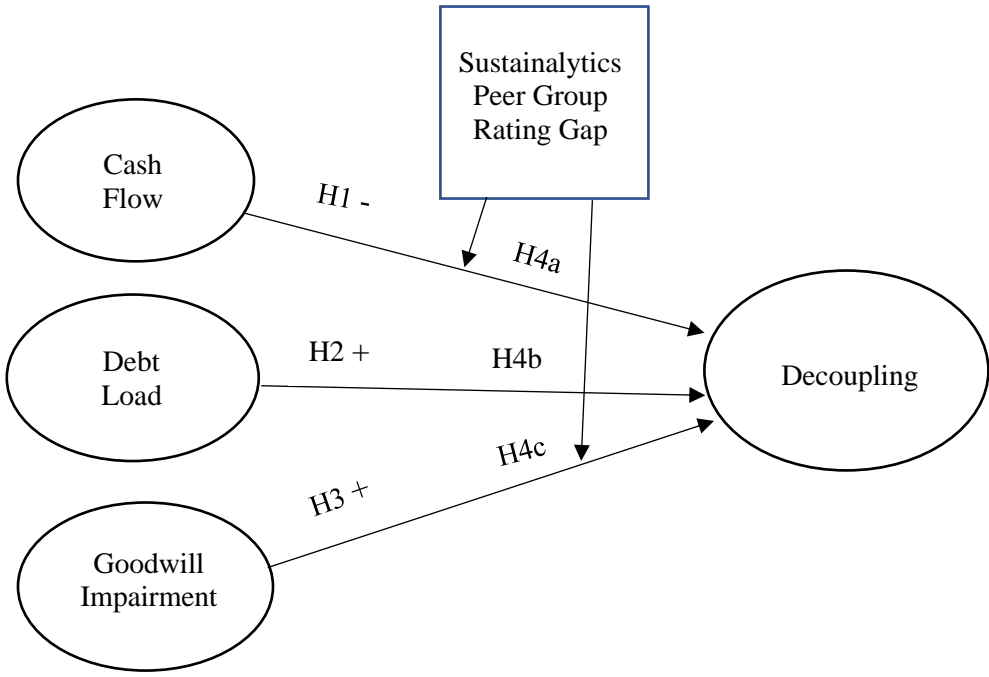 Sustainalytics
Peer Group
Rating Gap
Cash
Flow
H1 -
H4a
Debt
Load
H2 +
H4b
Decoupling
H4c
H3 +
Goodwill
Impairment